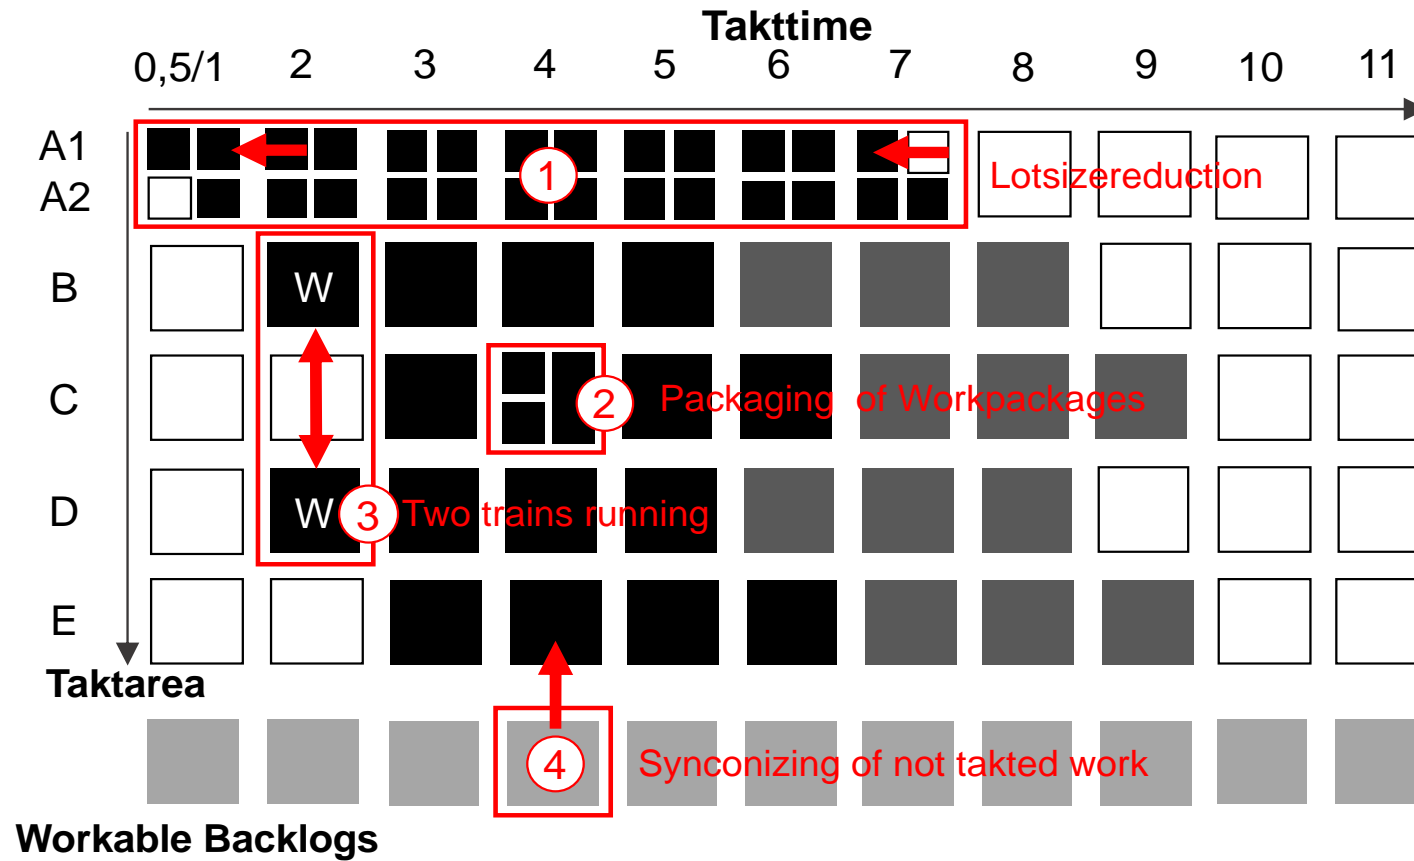 Takttime
0,5/1 2 3 4 5 6 7 8 9 10 11
A1
1
Lotsizereduction
A2
B W
C 2 Packaging of Workpackages
D W 3 Two trains running
E
Taktarea
4 Synconizing of not takted work
Workable Backlogs